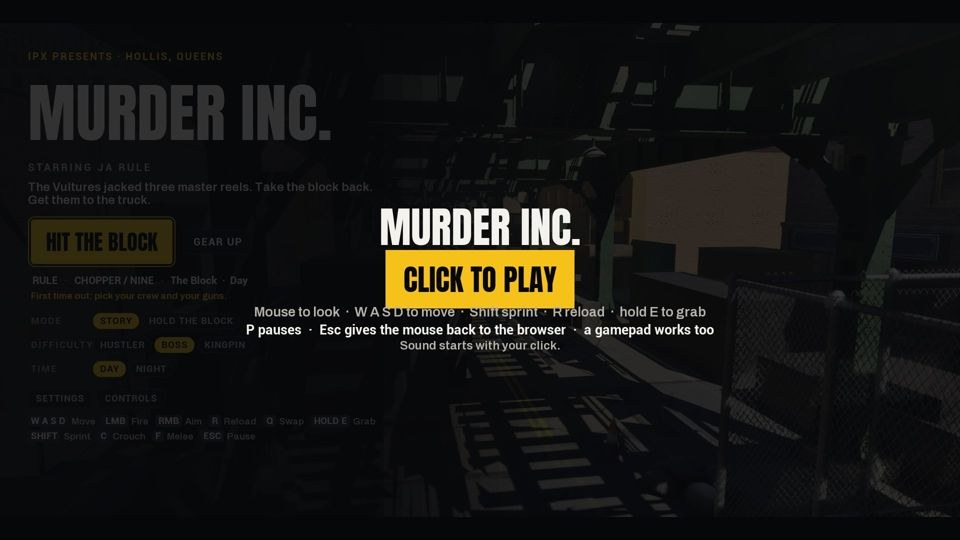 IPX PRESENTS · HOLLIS, QUEENS
MURDER INC.
STARRING JA RULE
The Vultures jacked three master reels. Take the block back.
Get them to the truck.
HIT THE BLOCK GEAR UP
RULE · CHOPPER / NINE · The Block · Day
First time out: pick your crew and your guns.
MODE STORY HOLD THE BLOCK
DIFFICULTY HUSTLER BOSS KINGPIN
TIME DAY NIGHT
SETTINGS CONTROLS
W A S D Move LMB Fire RMB Aim R Reload Q Swap HOLD E Grab
SHIFT Sprint C Crouch F Melee ESC Pause
MURDER INC.
CLICK TO PLAY
Mouse to look · W A S D to move · Shift sprint · R reload · hold E to grab
P pauses · Esc gives the mouse back to the browser · a gamepad works too
Sound starts with your click.